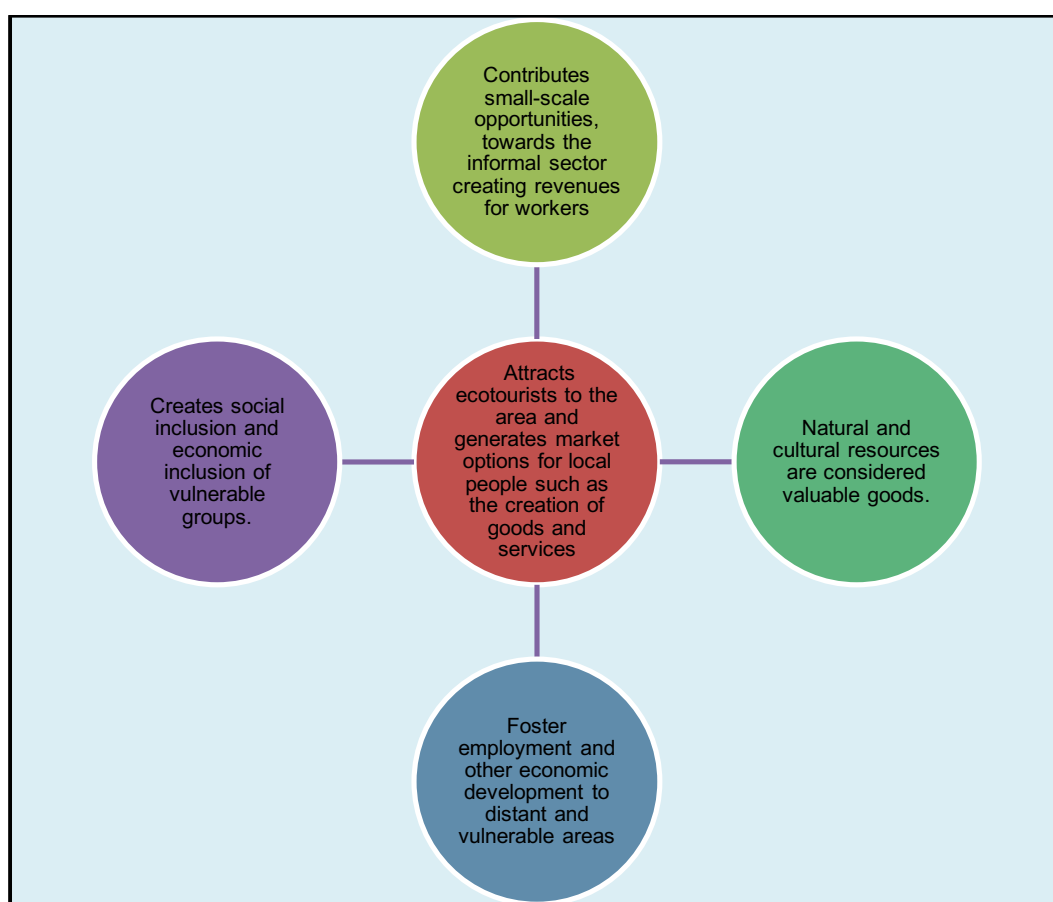 Contributes
small-scale
opportunities,
towards the
informal sector
creating revenues
for workers
Creates social
inclusion and
economic
inclusion of
vulnerable
groups.
Attracts
ecotourists to the
area and
generates market
options for local
people such as
the creation of
goods and
services
Natural and
cultural resources
are considered
valuable goods.
Foster
employment and
other economic
development to
distant and
vulnerable areas